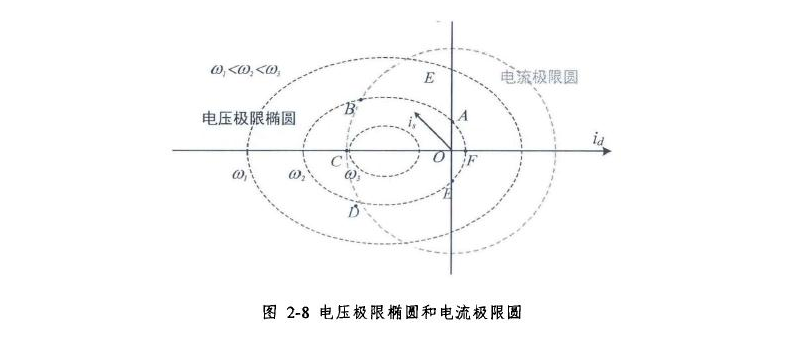 ω₁<ω₂<ω₃
E
电流极限圆
电压极限椭圆
B
A
iₛ
i_d
C
O
F
ω₁
ω₂
ω₃
E
D
图 2-8 电压极限椭圆和电流极限圆